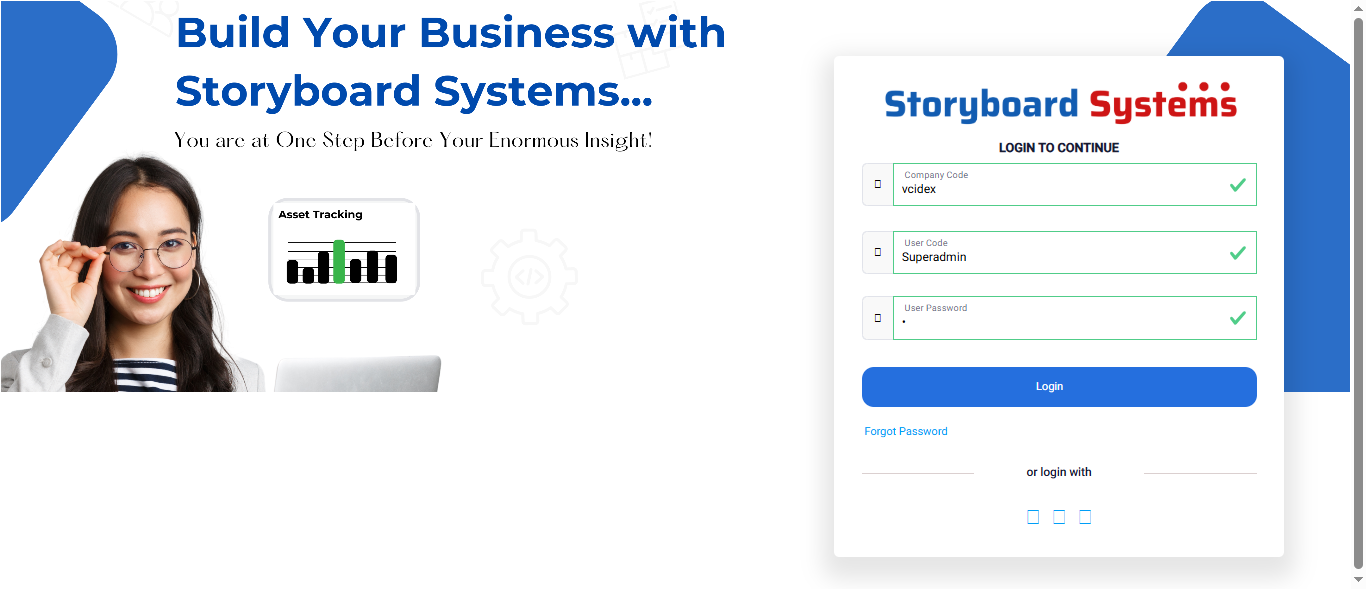 Build Your Business with
Storyboard Systems...
You are at One Step Before Your Enormous Insight!
Asset Tracking
</>
Storyboard Systems
LOGIN TO CONTINUE
Company Code
vcidex
User Code
Superadmin
User Password
•
Login
Forgot Password
or login with